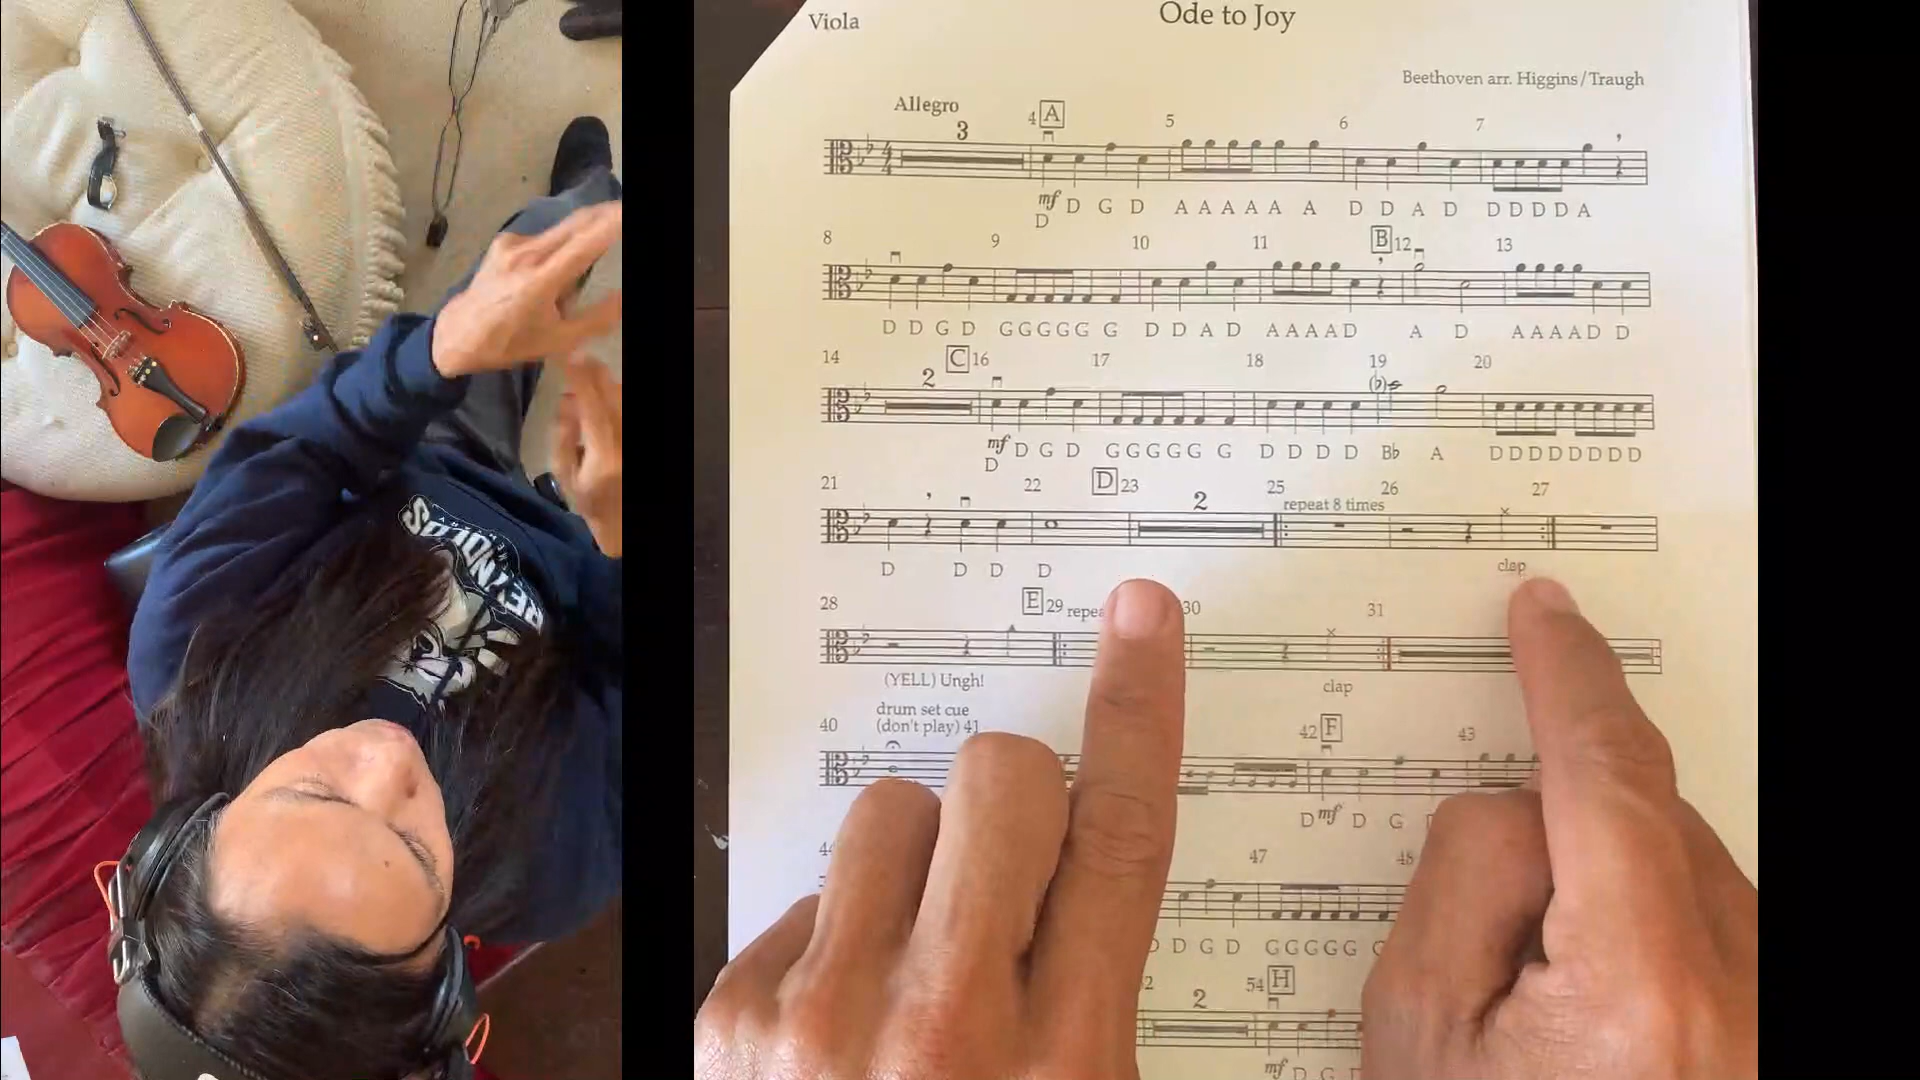 Viola
Ode to Joy
Beethoven arr. Higgins/Traugh
Allegro
3 4 A 5 6 7
mf D G D A A A A A A D D A D D D D D A
D
8 9 10 11 B 12 13
D D G D G G G G G G D D A D A A A A D A D A A A A D D
14 2 C 16 17 18 19 20
mf D G D G G G G G G D D D D Bb A D D D D D D D D
D
21 22 D 23 2 25 repeat 8 times 26 27
D D D D clap
28 E 29 30 31
(YELL) Ungh! clap
drum set cue
40 (don't play) 41 42 F 43
D mf D G
47 48
D G D G G G G G
2 54 H
mf D G
REYNOLDS